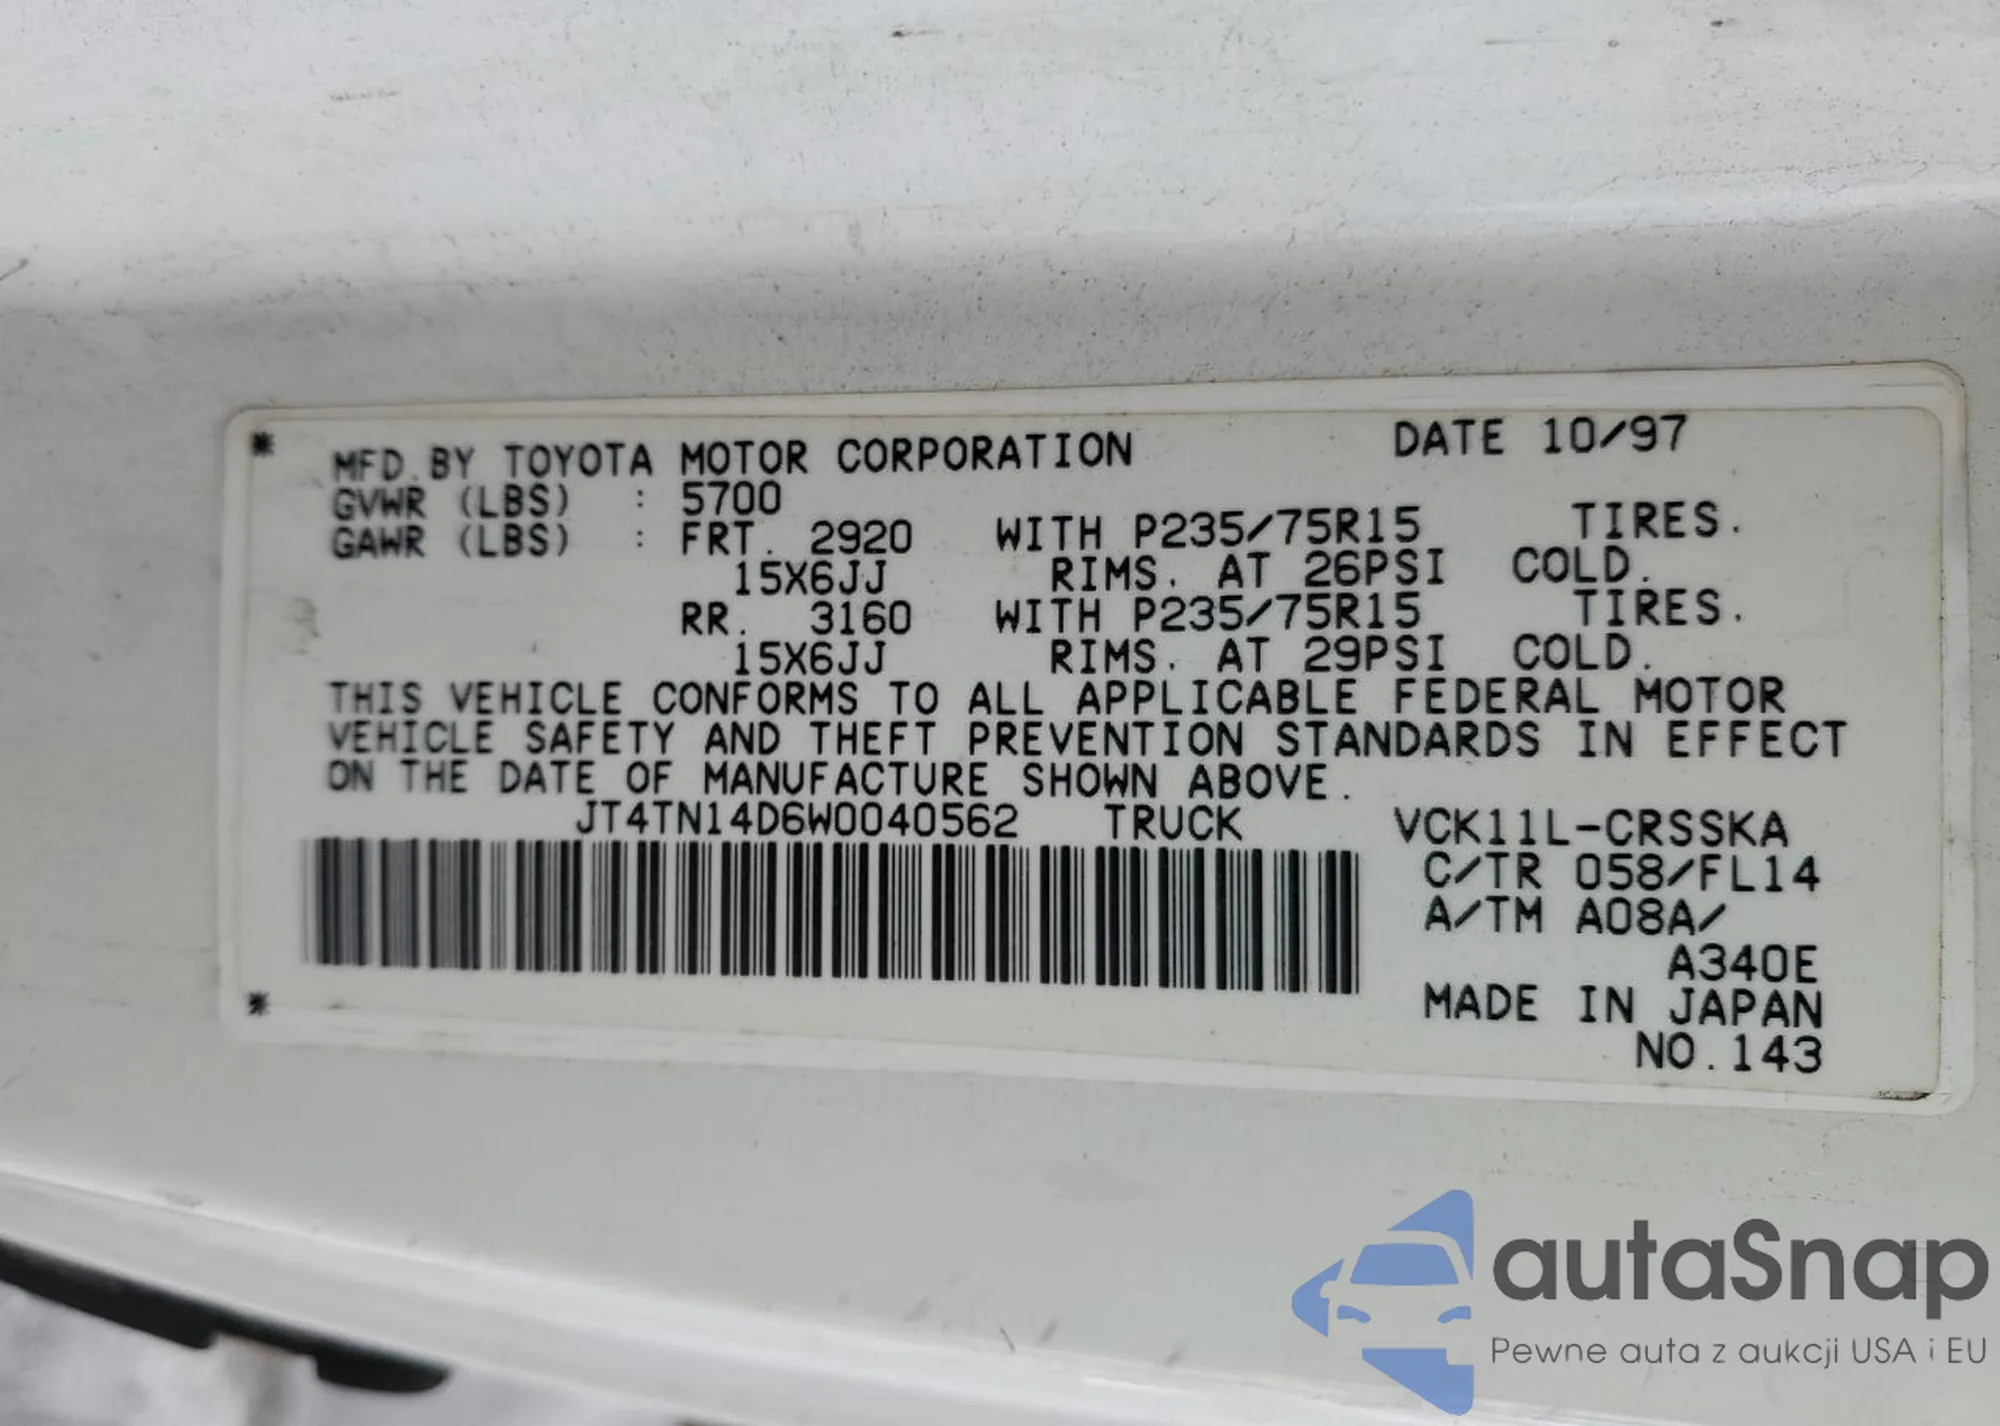 * MFD.BY TOYOTA MOTOR CORPORATION DATE 10/97
GVWR (LBS) : 5700
GAWR (LBS) : FRT. 2920 WITH P235/75R15 TIRES.
15X6JJ RIMS. AT 26PSI COLD.
RR. 3160 WITH P235/75R15 TIRES.
15X6JJ RIMS. AT 29PSI COLD.
THIS VEHICLE CONFORMS TO ALL APPLICABLE FEDERAL MOTOR
VEHICLE SAFETY AND THEFT PREVENTION STANDARDS IN EFFECT
ON THE DATE OF MANUFACTURE SHOWN ABOVE.
JT4TN14D6W0040562 TRUCK VCK11L-CRSSKA
C/TR 058/FL14
A/TM A08A/
A340E
* MADE IN JAPAN
NO.143
autaSnap
Pewne auta z aukcji USA i EU